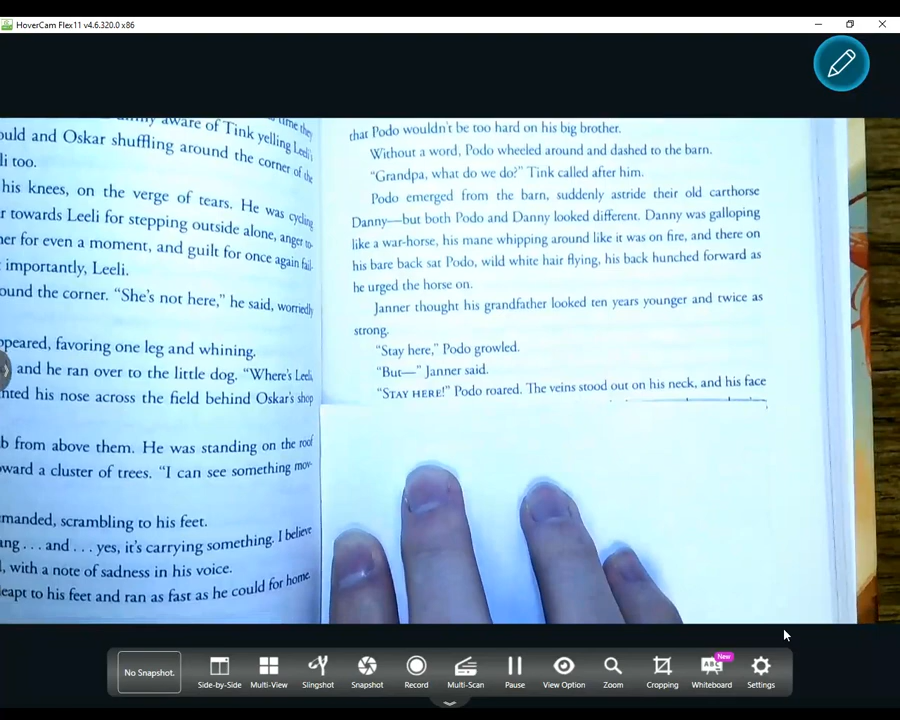 HoverCam Flex11 v4.6.320.0 x86
time they
aware of Tink yelling Leeli's
ould and Oskar shuffling around the corner of the
li too.
his knees, on the verge of tears. He was cycling
r towards Leeli for stepping outside alone, anger to-
ner for even a moment, and guilt for once again fail-
importantly, Leeli.
ound the corner. “She's not here,” he said, worriedly
ppeared, favoring one leg and whining.
and he ran over to the little dog. “Where's Leeli,
nted his nose across the field behind Oskar's shop
b from above them. He was standing on the roof
ward a cluster of trees. “I can see something mov-
manded, scrambling to his feet.
ang . . . and . . . yes, it's carrying something. I believe
, with a note of sadness in his voice.
leapt to his feet and ran as fast as he could for home.
that Podo wouldn't be too hard on his big brother.
Without a word, Podo wheeled around and dashed to the barn.
“Grandpa, what do we do?” Tink called after him.
Podo emerged from the barn, suddenly astride their old carthorse
Danny—but both Podo and Danny looked different. Danny was galloping
like a war-horse, his mane whipping around like it was on fire, and there on
his bare back sat Podo, wild white hair flying, his back hunched forward as
he urged the horse on.
Janner thought his grandfather looked ten years younger and twice as
strong.
“Stay here,” Podo growled.
“But—” Janner said.
“STAY HERE!” Podo roared. The veins stood out on his neck, and his face
No Snapshot.
Side-by-Side
Multi-View
Slingshot
Snapshot
Record
Multi-Scan
Pause
View Option
Zoom
Cropping
ABC
New
Whiteboard
Settings